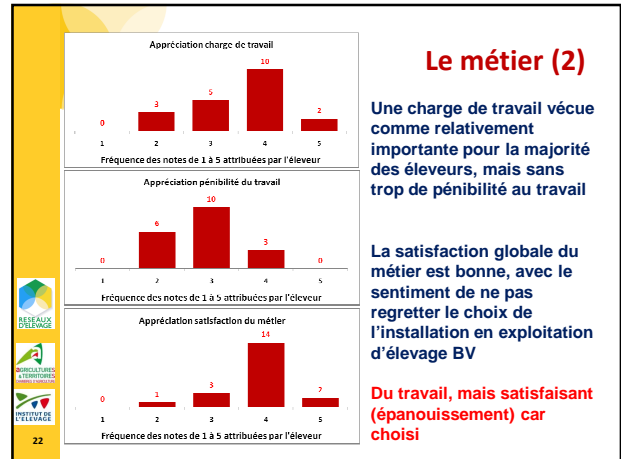 Appréciation charge de travail
0
3
5
10
2
1
2
3
4
5
Fréquence des notes de 1 à 5 attribuées par l'éleveur
Appréciation pénibilité du travail
0
6
10
3
0
1
2
3
4
5
Fréquence des notes de 1 à 5 attribuées par l'éleveur
Appréciation satisfaction du métier
0
1
3
14
2
1
2
3
4
5
Fréquence des notes de 1 à 5 attribuées par l'éleveur
Le métier (2)
Une charge de travail vécue
comme relativement
importante pour la majorité
des éleveurs, mais sans
trop de pénibilité au travail
La satisfaction globale du
métier est bonne, avec le
sentiment de ne pas
regretter le choix de
l’installation en exploitation
d’élevage BV
Du travail, mais satisfaisant
(épanouissement) car
choisi
RESEAUX
D'ELEVAGE
AGRICULTURES
& TERRITOIRES
CHAMBRES D'AGRICULTURE
INSTITUT DE
L'ELEVAGE
22